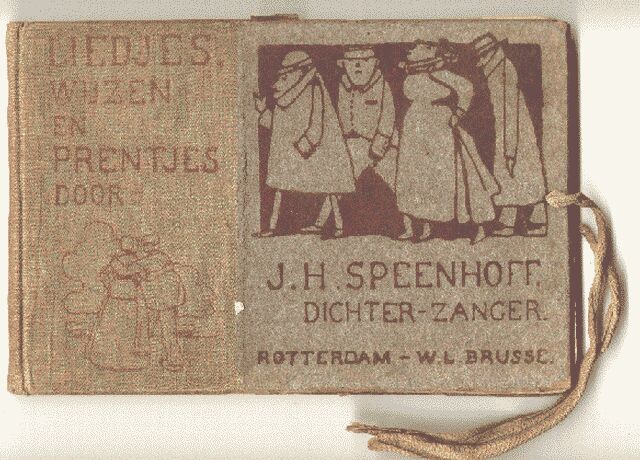 LIEDJES,
WIJZEN
EN
PRENTJES
DOOR
J.H. SPEENHOFF.
DICHTER-ZANGER.
ROTTERDAM - W.L. BRUSSE.